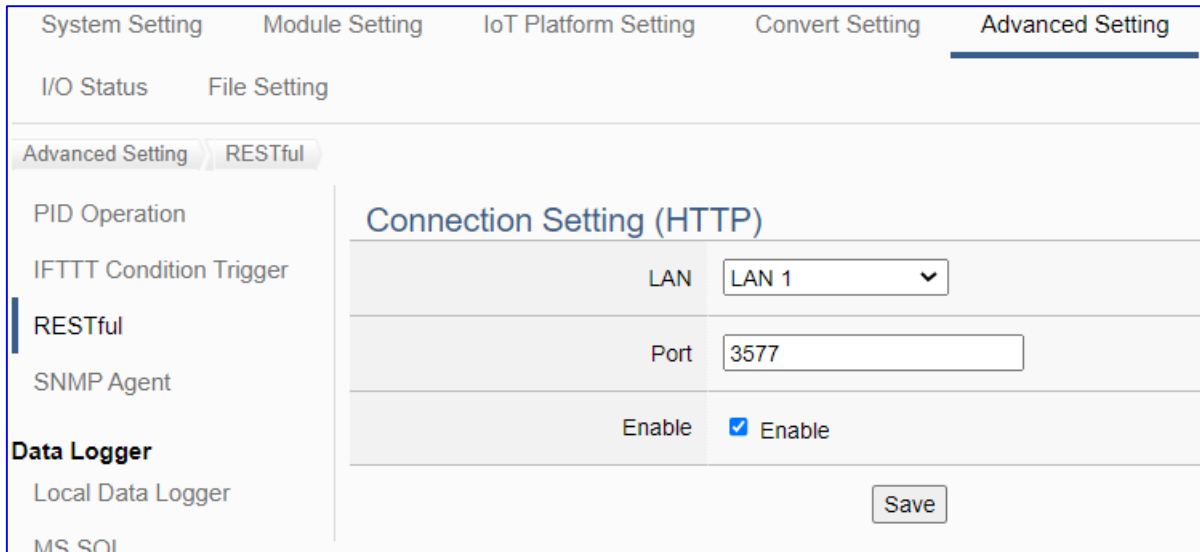 System Setting Module Setting IoT Platform Setting Convert Setting Advanced Setting
I/O Status File Setting
Advanced Setting RESTful
PID Operation
IFTTT Condition Trigger
RESTful
SNMP Agent
Data Logger
Local Data Logger
MS SQL
Connection Setting (HTTP)
LAN LAN 1
Port 3577
Enable Enable
Save